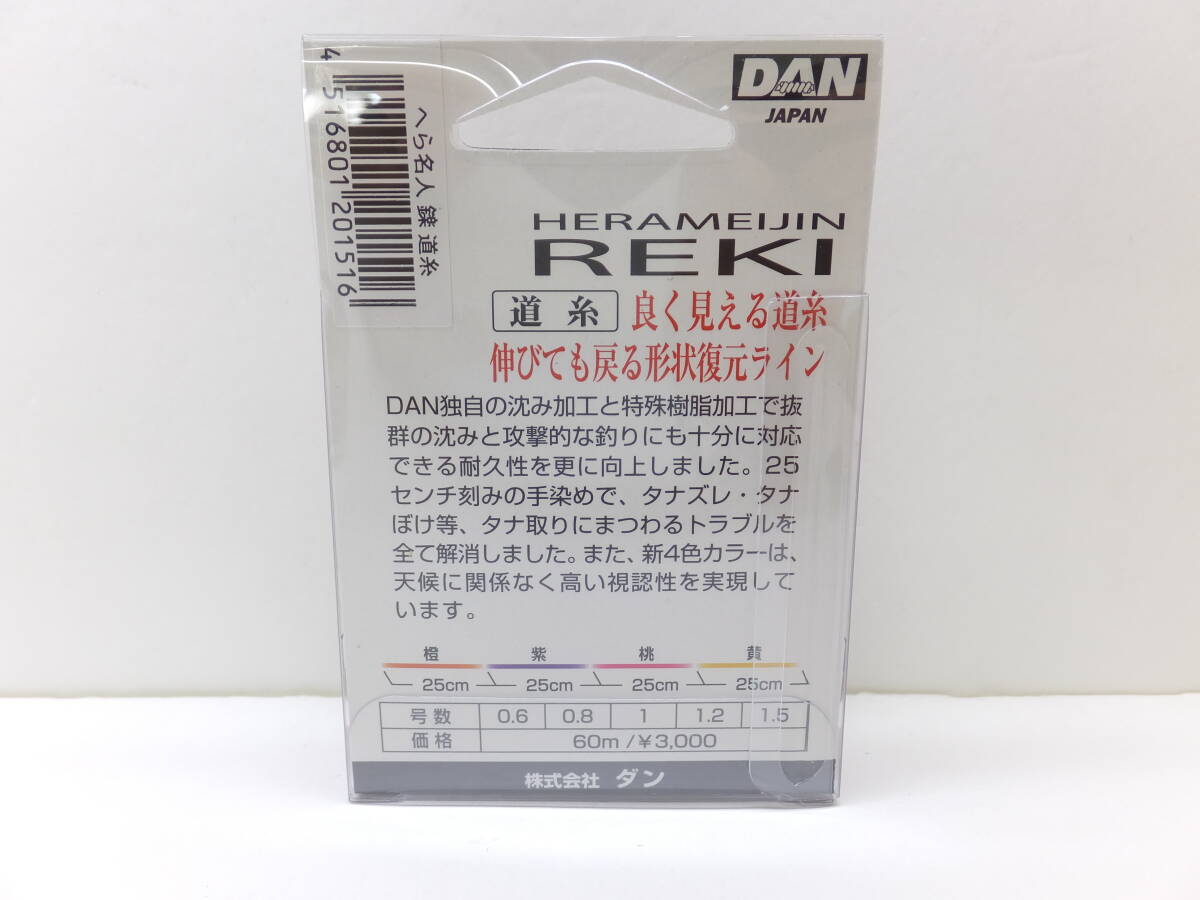 DAN
JAPAN
へら名人 鑠 道糸
4 516801 201516
HERAMEIJIN
REKI
道糸 良く見える道糸
伸びても戻る形状復元ライン
DAN独自の沈み加工と特殊樹脂加工で抜
群の沈みと攻撃的な釣りにも十分に対応
できる耐久性を更に向上しました。25
センチ刻みの手染めで、タナズレ・タナ
ぼけ等、タナ取りにまつわるトラブルを
全て解消しました。また、新4色カラーは、
天候に関係なく高い視認性を実現して
います。
橙 紫 桃 黄
25cm 25cm 25cm 25cm
号数 0.6 0.8 1 1.2 1.5
価格 60m/¥3,000
株式会社 ダン